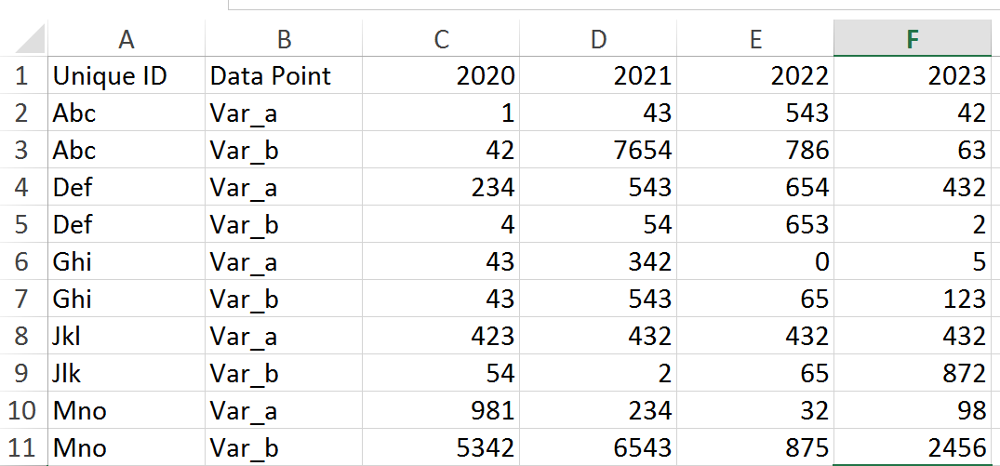 A B C D E F
1 Unique ID Data Point 2020 2021 2022 2023
2 Abc Var_a 1 43 543 42
3 Abc Var_b 42 7654 786 63
4 Def Var_a 234 543 654 432
5 Def Var_b 4 54 653 2
6 Ghi Var_a 43 342 0 5
7 Ghi Var_b 43 543 65 123
8 Jkl Var_a 423 432 432 432
9 Jlk Var_b 54 2 65 872
10 Mno Var_a 981 234 32 98
11 Mno Var_b 5342 6543 875 2456